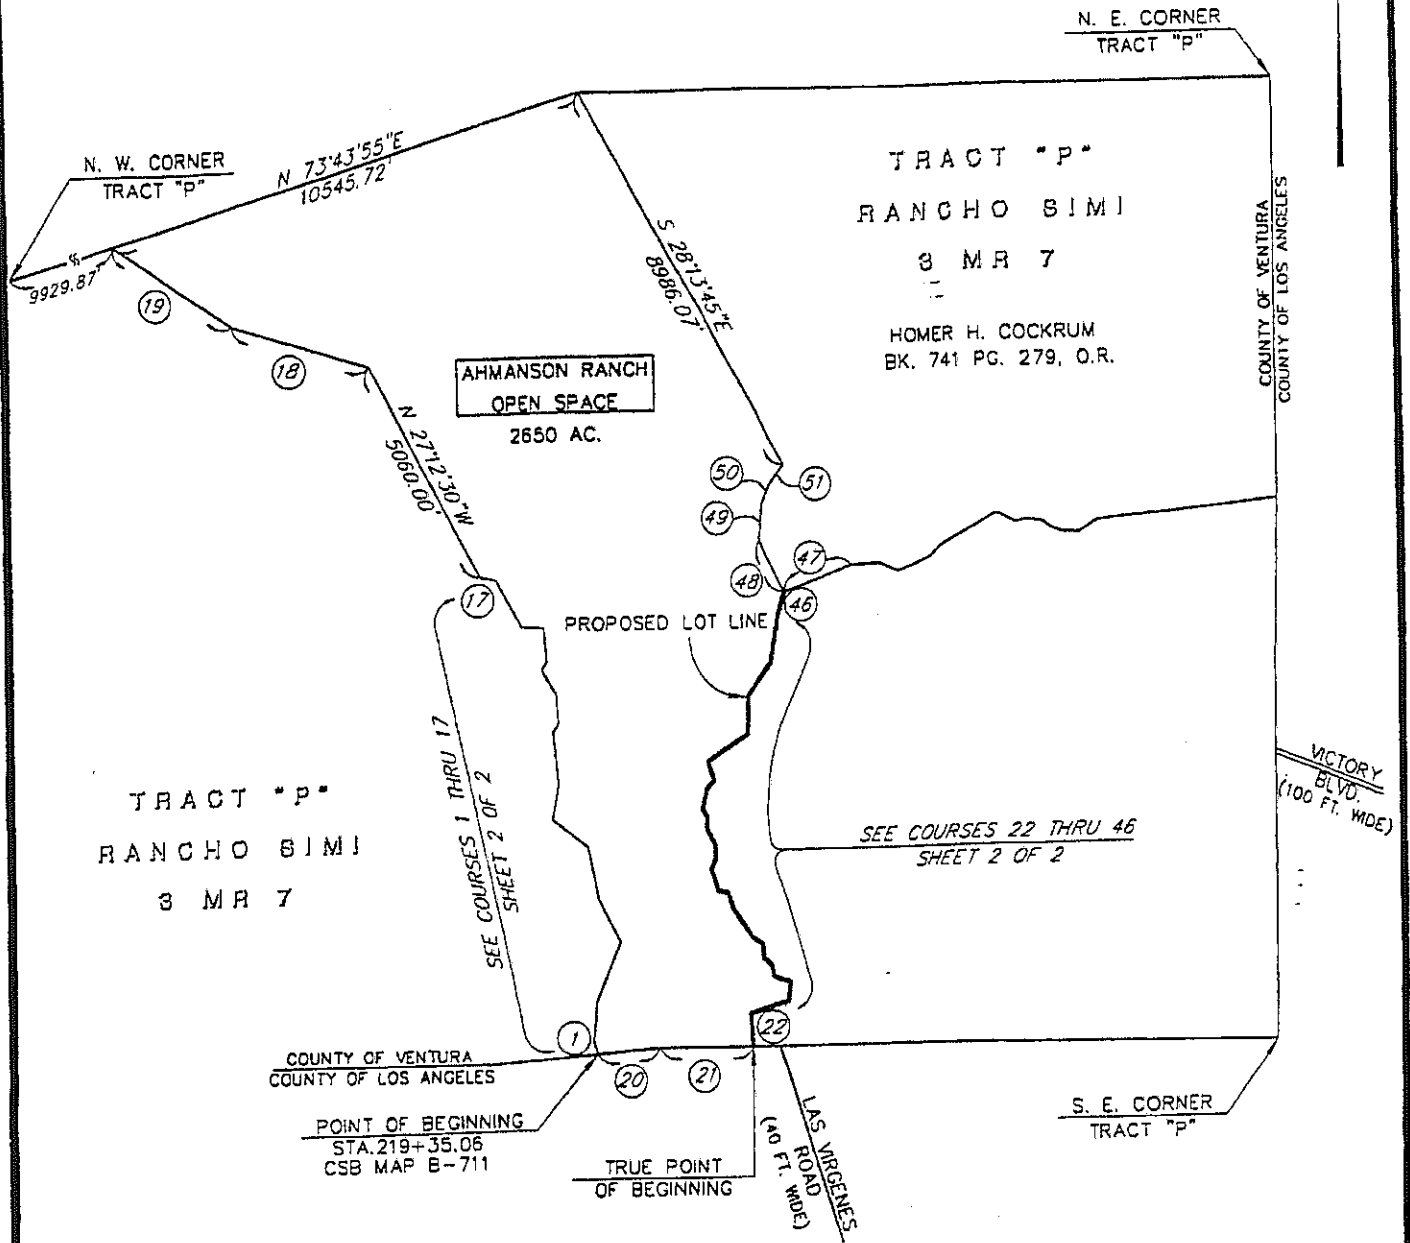 N. E. CORNER
TRACT "P"
N. W. CORNER
TRACT "P"
N 73°43'55"E
10545.72'
9929.87'
S 28°13'45"E
8986.07'
TRACT "P"
RANCHO SIMI
3 MR 7
HOMER H. COCKRUM
BK. 741 PG. 279, O.R.
COUNTY OF VENTURA
COUNTY OF LOS ANGELES
19
18
AHMANSON RANCH
OPEN SPACE
2650 AC.
N 27°12'30"W
5060.00'
50
51
49
47
48
46
17
PROPOSED LOT LINE
SEE COURSES 1 THRU 17
SHEET 2 OF 2
TRACT "P"
RANCHO SIMI
3 MR 7
VICTORY
BLVD.
(100 FT. WIDE)
SEE COURSES 22 THRU 46
SHEET 2 OF 2
1
22
COUNTY OF VENTURA
COUNTY OF LOS ANGELES
20
21
POINT OF BEGINNING
STA.219+35.06
CSB MAP B-711
TRUE POINT
OF BEGINNING
LAS VIRGENES
ROAD
(40 FT. WIDE)
S. E. CORNER
TRACT "P"